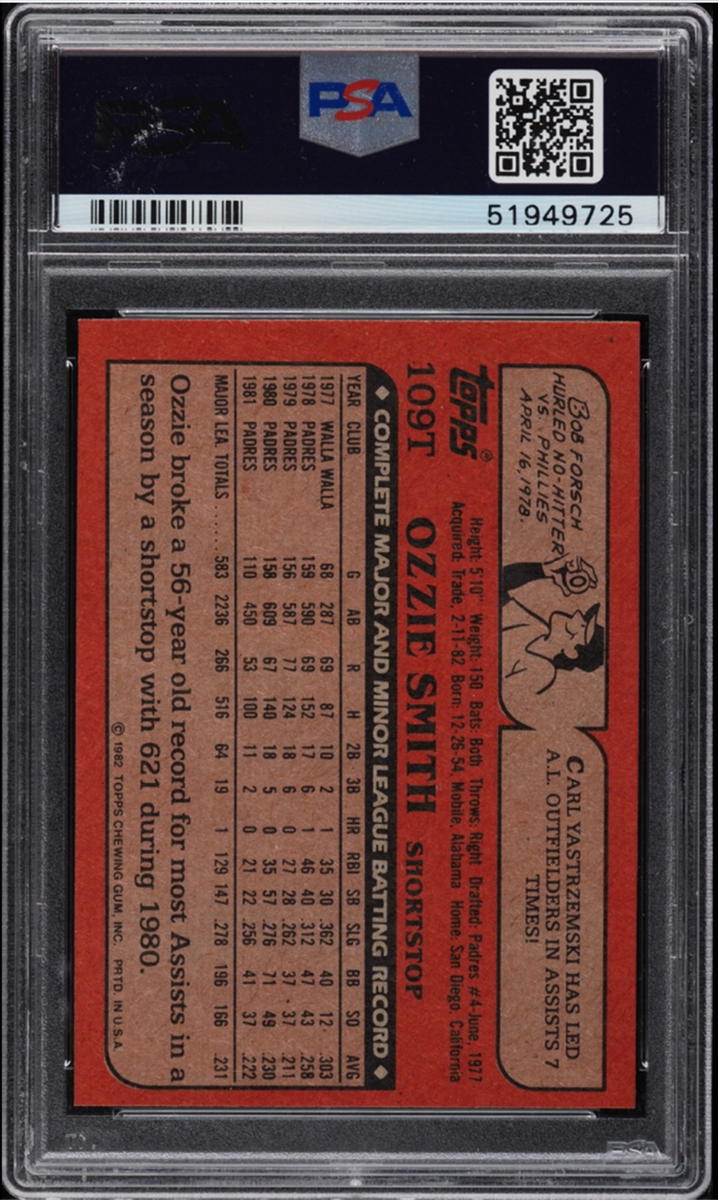 PSA
PSA
51949725
BOB FORSCH
HURLED NO-HITTER
VS. PHILLIES
APRIL 16, 1978.
50
CARL YASTRZEMSKI HAS LED
A.L. OUTFIELDERS IN ASSISTS 7
TIMES!
Topps®
109T OZZIE SMITH SHORTSTOP
Height: 5'10" Weight: 150 Bats: Both Throws: Right Drafted: Padres #4-June, 1977
Acquired: Trade, 2-11-82 Born: 12-26-54, Mobile, Alabama Home: San Diego, California
◆ COMPLETE MAJOR AND MINOR LEAGUE BATTING RECORD ◆
YEAR CLUB G AB R H 2B 3B HR RBI SB SLG BB SO AVG
1977 WALLA WALLA 68 287 69 87 10 2 1 35 30 .362 40 12 .303
1978 PADRES 159 590 69 152 17 6 1 46 40 .312 47 43 .258
1979 PADRES 156 587 77 124 18 6 0 27 28 .262 37 37 .211
1980 PADRES 158 609 67 140 18 5 0 35 57 .276 71 49 .230
1981 PADRES 110 450 53 100 11 2 0 21 22 .256 41 37 .222
MAJOR LEA TOTALS ...... 583 2236 266 516 64 19 1 129 147 .278 196 166 .231
Ozzie broke a 56-year old record for most Assists in a
season by a shortstop with 621 during 1980.
© 1982 TOPPS CHEWING GUM, INC. PRTD. IN U.S.A.
PSA